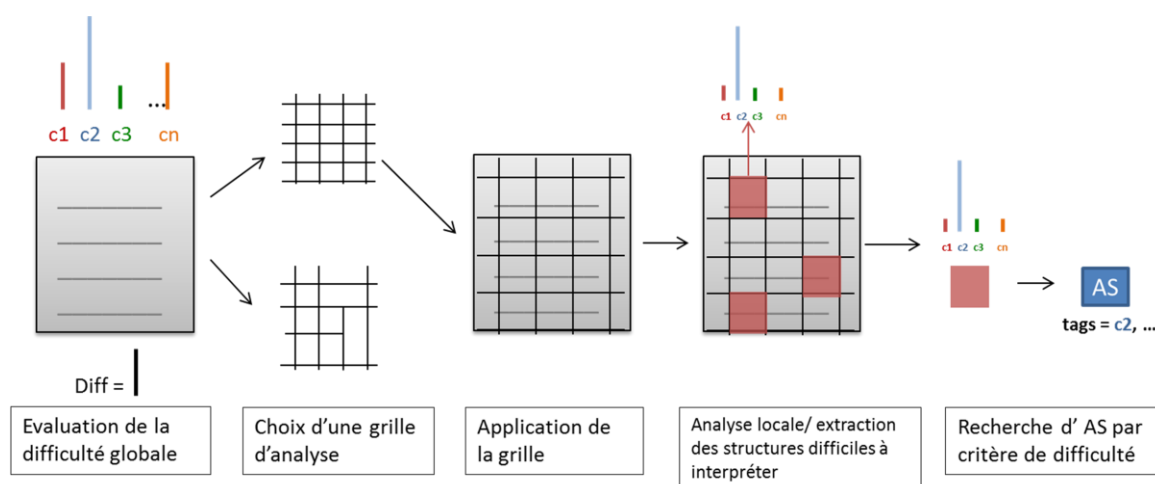 ...
c1 c2 c3 cn
c1 c2 c3 cn
c1 c2 c3 cn
AS
tags = c2, ...
Diff =
Evaluation de la
difficulté globale
Choix d'une grille
d'analyse
Application de
la grille
Analyse locale/ extraction
des structures difficiles à
interpréter
Recherche d' AS par
critère de difficulté